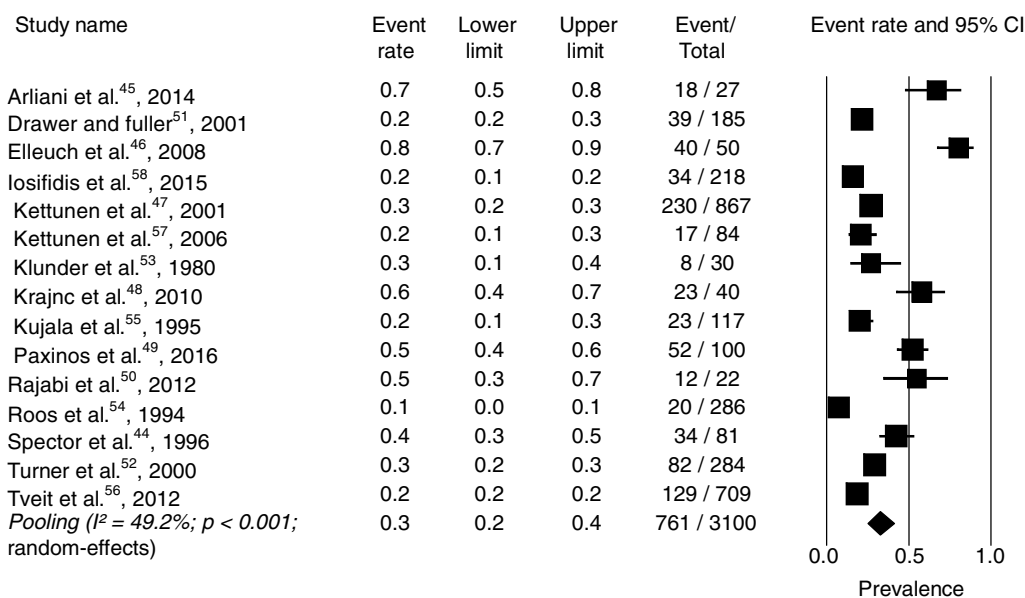 Study name Event rate Lower limit Upper limit Event/ Total Event rate and 95% CI
Arliani et al.45, 2014 0.7 0.5 0.8 18 / 27
Drawer and fuller51, 2001 0.2 0.2 0.3 39 / 185
Elleuch et al.46, 2008 0.8 0.7 0.9 40 / 50
Iosifidis et al.58, 2015 0.2 0.1 0.2 34 / 218
Kettunen et al.47, 2001 0.3 0.2 0.3 230 / 867
Kettunen et al.57, 2006 0.2 0.1 0.3 17 / 84
Klunder et al.53, 1980 0.3 0.1 0.4 8 / 30
Krajnc et al.48, 2010 0.6 0.4 0.7 23 / 40
Kujala et al.55, 1995 0.2 0.1 0.3 23 / 117
Paxinos et al.49, 2016 0.5 0.4 0.6 52 / 100
Rajabi et al.50, 2012 0.5 0.3 0.7 12 / 22
Roos et al.54, 1994 0.1 0.0 0.1 20 / 286
Spector et al.44, 1996 0.4 0.3 0.5 34 / 81
Turner et al.52, 2000 0.3 0.2 0.3 82 / 284
Tveit et al.56, 2012 0.2 0.2 0.2 129 / 709
Pooling (I² = 49.2%; p < 0.001; 0.3 0.2 0.4 761 / 3100
random-effects)
0.0 0.5 1.0
Prevalence